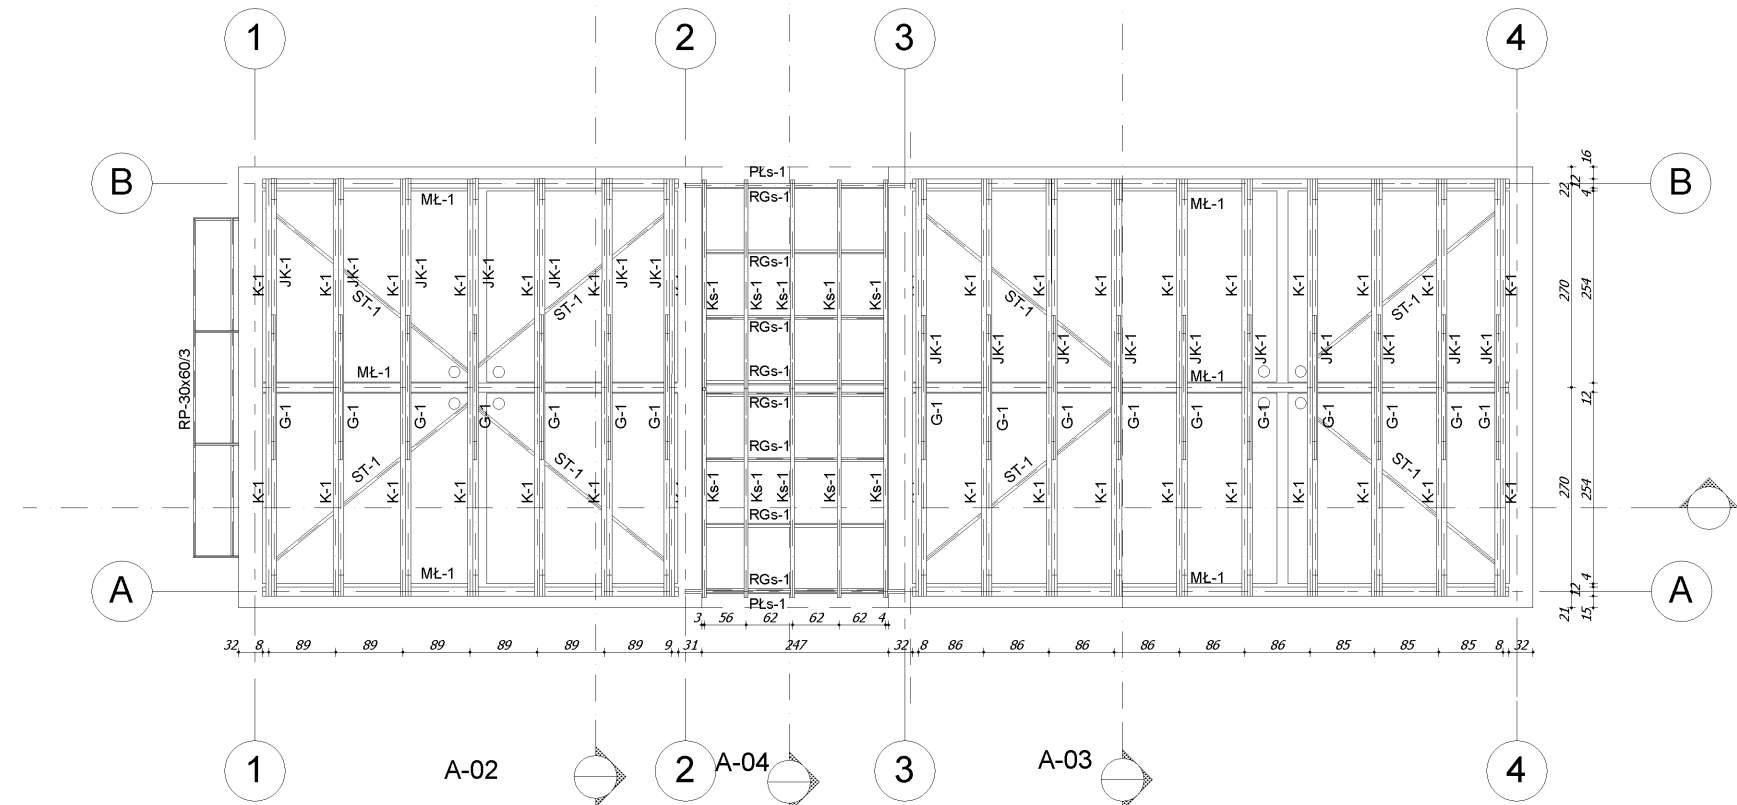 1 2 3 4
B B
PŁs-1
16
22 12 4
MŁ-1 RGs-1 MŁ-1
RGs-1
K-1 JK-1 K-1 JK-1 K-1 JK-1 K-1 JK-1 K-1 JK-1 K-1 JK-1 JK-1
K-1 K-1 K-1 K-1 K-1 K-1 K-1 K-1 K-1
Ks-1 Ks-1 Ks-1 Ks-1 Ks-1
ST-1 ST-1 ST-1 ST-1
270 254
RGs-1
JK-1 JK-1 JK-1 JK-1 JK-1 JK-1 JK-1 JK-1 JK-1 JK-1
MŁ-1 RGs-1 MŁ-1
RP-30x60/3
RGs-1
12
G-1 G-1 G-1 G-1 G-1 G-1 G-1
G-1 G-1 G-1 G-1 G-1 G-1 G-1 G-1 G-1 G-1
RGs-1
ST-1 ST-1 ST-1 ST-1
K-1 K-1 K-1 K-1 K-1 K-1
Ks-1 Ks-1 Ks-1 Ks-1 Ks-1
K-1 K-1 K-1 K-1 K-1 K-1 K-1 K-1 K-1
270 254
RGs-1
MŁ-1 RGs-1 MŁ-1
A A
4
12
21 15
PŁs-1
3 56 62 62 62 4
32 8 89 89 89 89 89 89 9 31 247 32 8 86 86 86 86 86 86 85 85 85 8 32
A-02 A-04 A-03
1 2 3 4